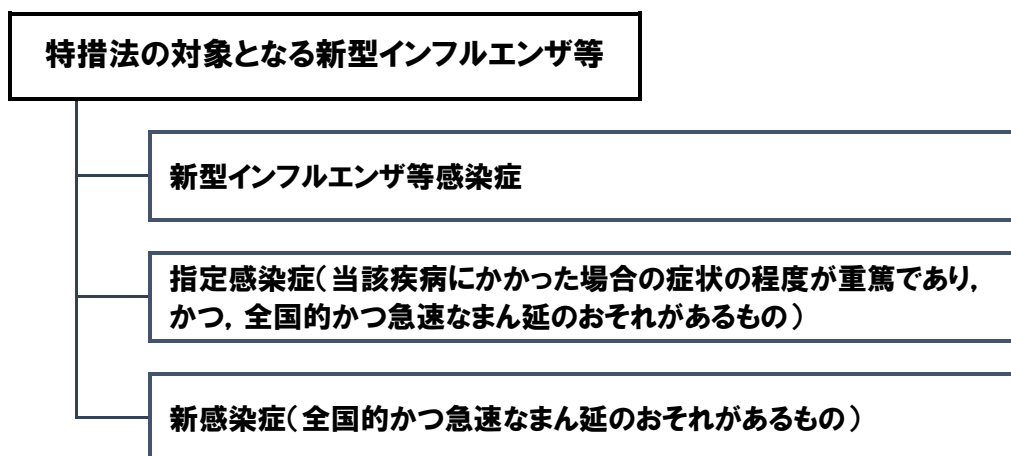 特措法の対象となる新型インフルエンザ等
新型インフルエンザ等感染症
指定感染症（当該疾病にかかった場合の症状の程度が重篤であり，
かつ，全国的かつ急速なまん延のおそれがあるもの）
新感染症（全国的かつ急速なまん延のおそれがあるもの）